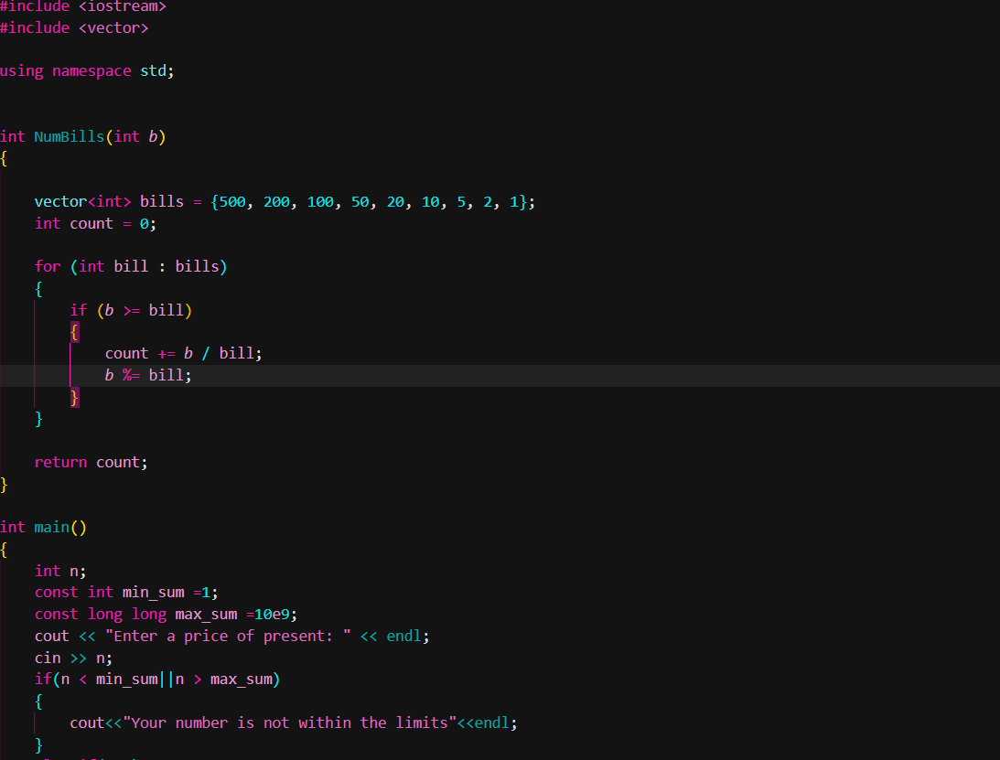 #include <iostream>
#include <vector>
using namespace std;
int NumBills(int b)
{
vector<int> bills = {500, 200, 100, 50, 20, 10, 5, 2, 1};
int count = 0;
for (int bill : bills)
{
if (b >= bill)
{
count += b / bill;
b %= bill;
}
}
return count;
}
int main()
{
int n;
const int min_sum =1;
const long long max_sum =10e9;
cout << "Enter a price of present: " << endl;
cin >> n;
if(n < min_sum||n > max_sum)
{
cout<<"Your number is not within the limits"<<endl;
}